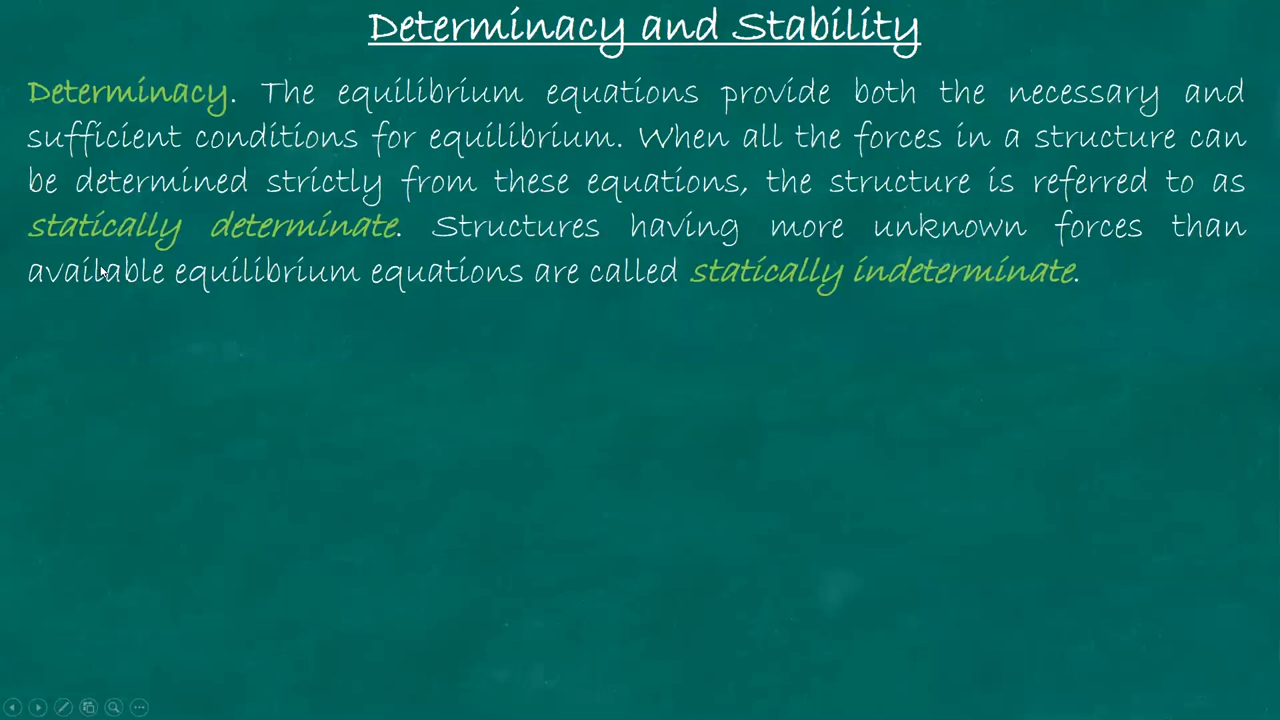 Determinacy and Stability
Determinacy. The equilibrium equations provide both the necessary and
sufficient conditions for equilibrium. When all the forces in a structure can
be determined strictly from these equations, the structure is referred to as
statically determinate. Structures having more unknown forces than
available equilibrium equations are called statically indeterminate.